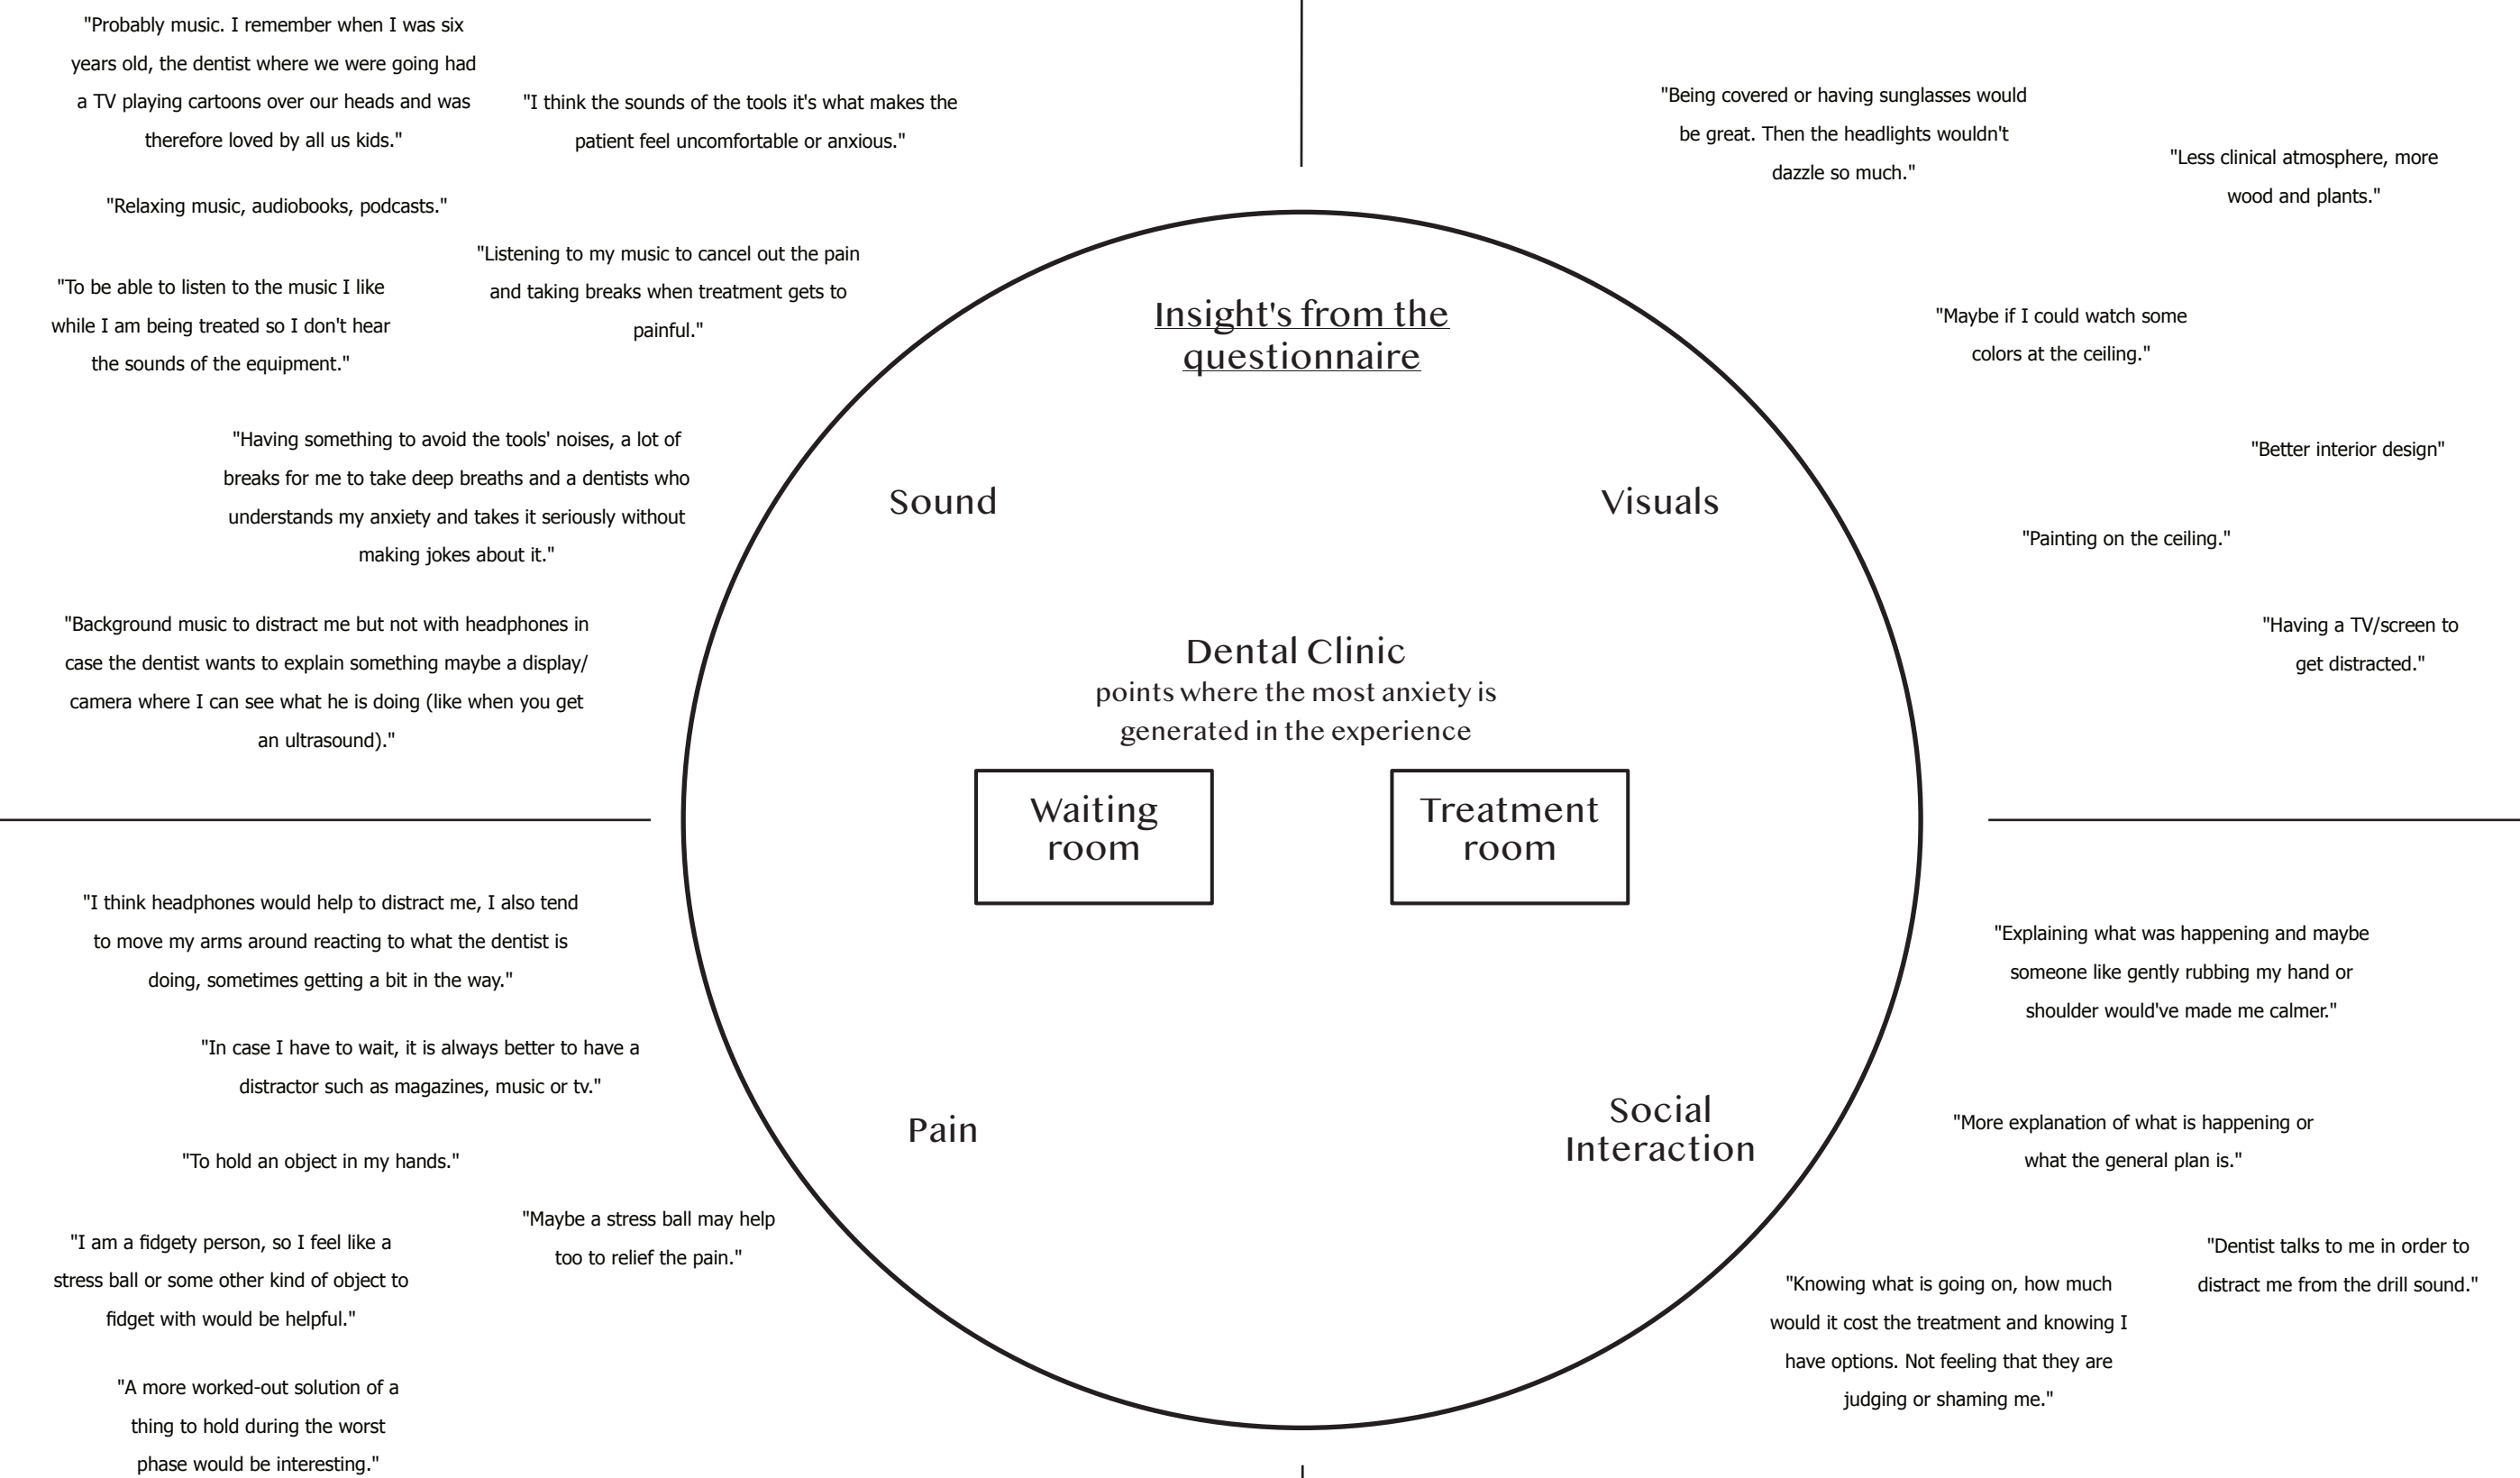 "Probably music. I remember when I was six
years old, the dentist where we were going had
a TV playing cartoons over our heads and was
therefore loved by all us kids."
"I think the sounds of the tools it's what makes the
patient feel uncomfortable or anxious."
"Relaxing music, audiobooks, podcasts."
"Listening to my music to cancel out the pain
and taking breaks when treatment gets to
painful."
"To be able to listen to the music I like
while I am being treated so I don't hear
the sounds of the equipment."
"Having something to avoid the tools' noises, a lot of
breaks for me to take deep breaths and a dentists who
understands my anxiety and takes it seriously without
making jokes about it."
"Background music to distract me but not with headphones in
case the dentist wants to explain something maybe a display/
camera where I can see what he is doing (like when you get
an ultrasound)."
"Being covered or having sunglasses would
be great. Then the headlights wouldn't
dazzle so much."
"Less clinical atmosphere, more
wood and plants."
"Maybe if I could watch some
colors at the ceiling."
"Better interior design"
"Painting on the ceiling."
"Having a TV/screen to
get distracted."
Insight's from the
questionnaire
Sound
Visuals
Dental Clinic
points where the most anxiety is
generated in the experience
Waiting
room
Treatment
room
Pain
Social
Interaction
"I think headphones would help to distract me, I also tend
to move my arms around reacting to what the dentist is
doing, sometimes getting a bit in the way."
"In case I have to wait, it is always better to have a
distractor such as magazines, music or tv."
"To hold an object in my hands."
"Maybe a stress ball may help
too to relief the pain."
"I am a fidgety person, so I feel like a
stress ball or some other kind of object to
fidget with would be helpful."
"A more worked-out solution of a
thing to hold during the worst
phase would be interesting."
"Explaining what was happening and maybe
someone like gently rubbing my hand or
shoulder would've made me calmer."
"More explanation of what is happening or
what the general plan is."
"Dentist talks to me in order to
distract me from the drill sound."
"Knowing what is going on, how much
would it cost the treatment and knowing I
have options. Not feeling that they are
judging or shaming me."